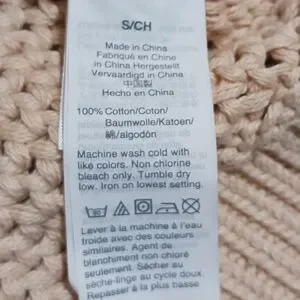 S/CH
Made in China
Fabriqué en Chine
in China Hergestellt
Vervaardigd in China
中国製
Hecho en China
100% Cotton/Coton/
Baumwolle/Katoen/
綿/algodón
Machine wash cold with
like colors. Non chlorine
bleach only. Tumble dry
low. Iron on lowest setting.
Laver à la machine à l'eau
froide avec des couleurs
similaires. Agent de
blanchiment non chloré
seulement. Sécher au
sèche-linge au cycle doux.
Repasser à basse